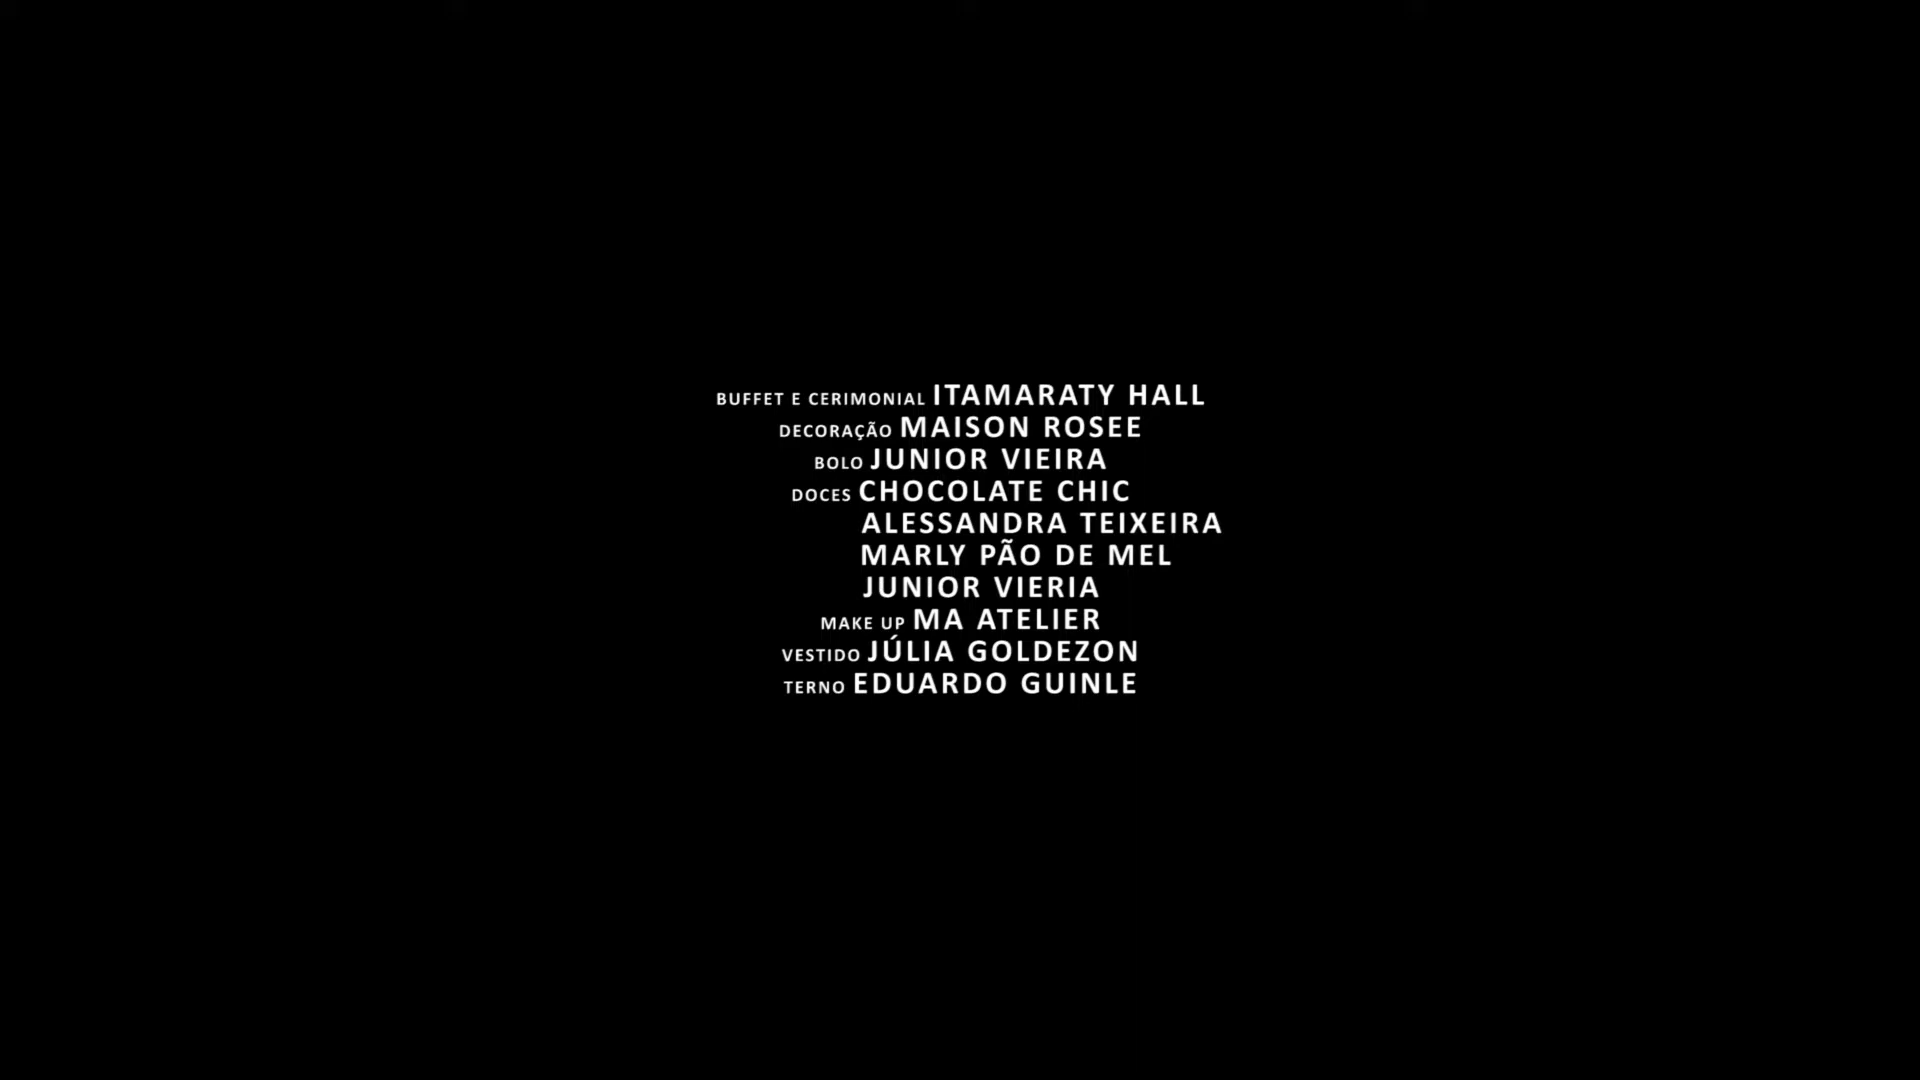 BUFFET E CERIMONIAL ITAMARATY HALL
DECORAÇÃO MAISON ROSEE
BOLO JUNIOR VIEIRA
DOCES CHOCOLATE CHIC
ALESSANDRA TEIXEIRA
MARLY PÃO DE MEL
JUNIOR VIERIA
MAKE UP MA ATELIER
VESTIDO JÚLIA GOLDEZON
TERNO EDUARDO GUINLE